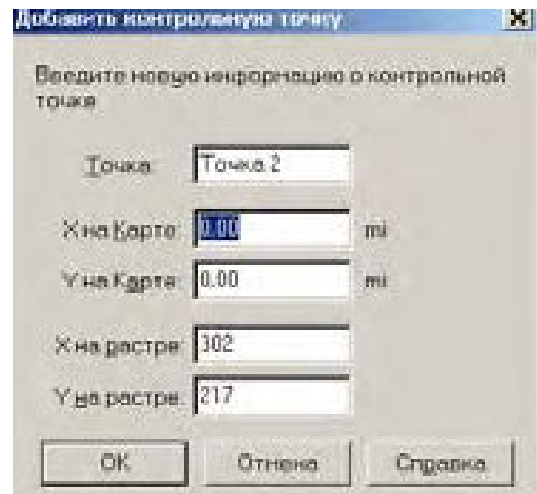 Добавить контрольную точку
Введите новую информацию о контрольной
точке
Точка: Точка 2
X на Карте: 0.00 mi
Y на Карте: 0.00 mi
X на растре: 302
Y на растре: 217
OK Отмена Справка